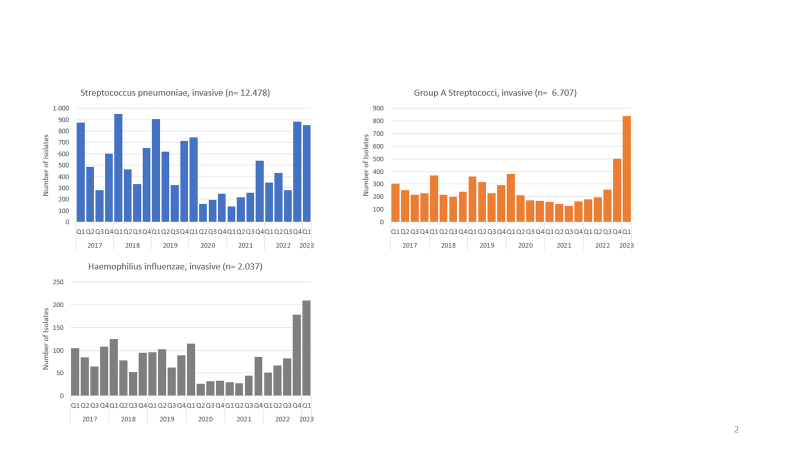 Streptococcus pneumoniae, invasive (n= 12.478)
Number of isolates
1.000
900
800
700
600
500
400
300
200
100
0
Q1 Q2 Q3 Q4 Q1 Q2 Q3 Q4 Q1 Q2 Q3 Q4 Q1 Q2 Q3 Q4 Q1 Q2 Q3 Q4 Q1 Q2 Q3 Q4 Q1
2017 2018 2019 2020 2021 2022 2023
Group A Streptococci, invasive (n= 6.707)
Number of isolates
900
800
700
600
500
400
300
200
100
0
Q1 Q2 Q3 Q4 Q1 Q2 Q3 Q4 Q1 Q2 Q3 Q4 Q1 Q2 Q3 Q4 Q1 Q2 Q3 Q4 Q1 Q2 Q3 Q4 Q1
2017 2018 2019 2020 2021 2022 2023
Haemophilius influenzae, invasive (n= 2.037)
Number of Isolates
250
200
150
100
50
0
Q1 Q2 Q3 Q4 Q1 Q2 Q3 Q4 Q1 Q2 Q3 Q4 Q1 Q2 Q3 Q4 Q1 Q2 Q3 Q4 Q1 Q2 Q3 Q4 Q1
2017 2018 2019 2020 2021 2022 2023
2